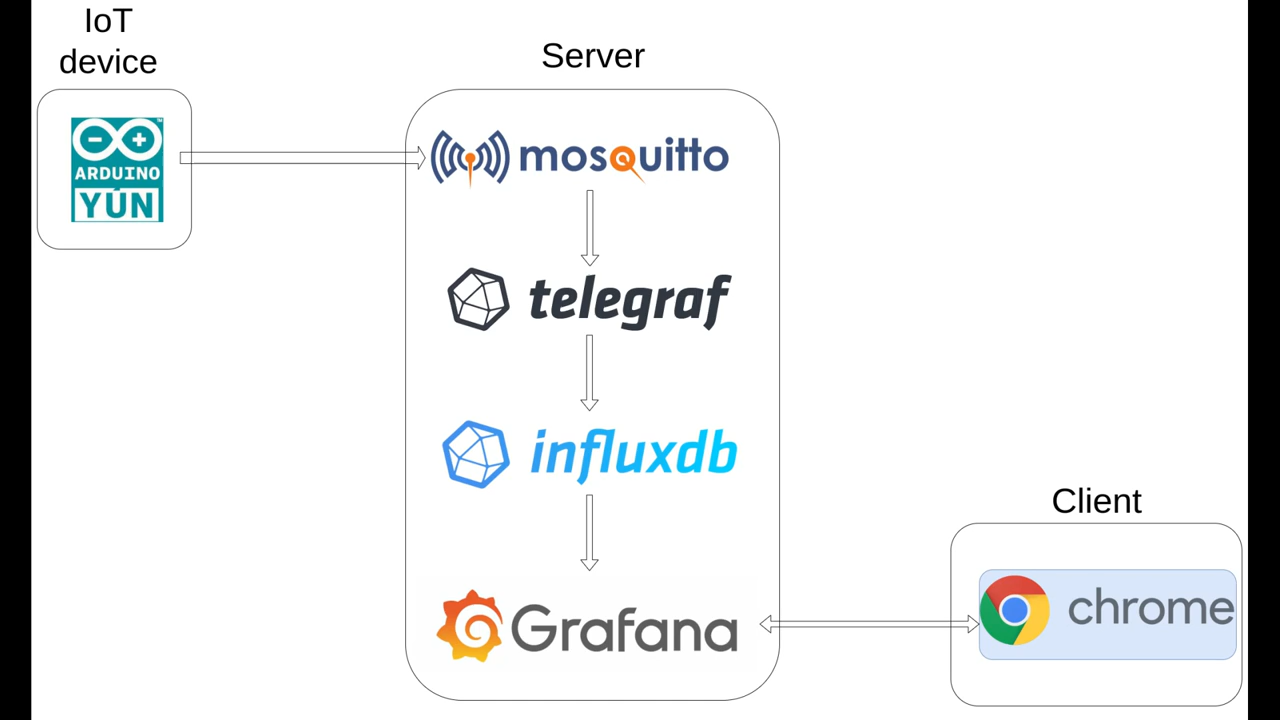 IoT
device
Server
ARDUINO
YÚN
mosquitto
telegraf
influxdb
Grafana
Client
chrome